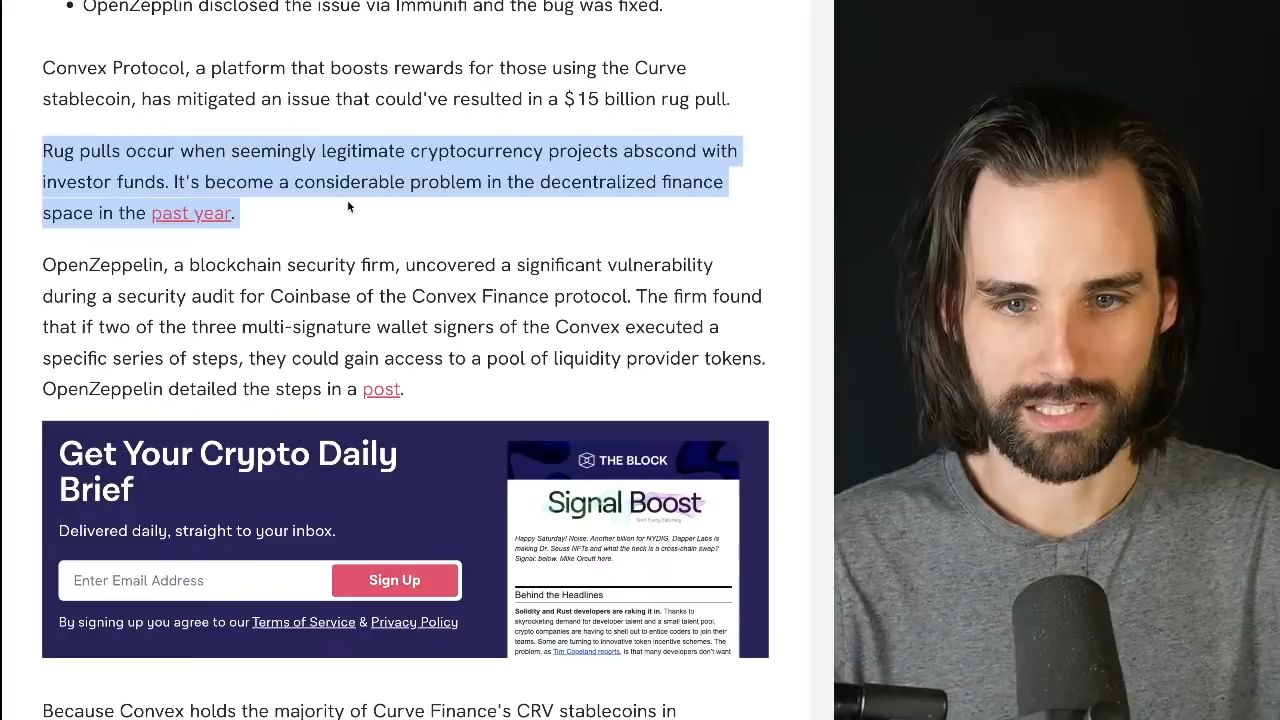 OpenZepplin disclosed the issue via Immunifi and the bug was fixed.
Convex Protocol, a platform that boosts rewards for those using the Curve
stablecoin, has mitigated an issue that could've resulted in a $15 billion rug pull.
Rug pulls occur when seemingly legitimate cryptocurrency projects abscond with
investor funds. It's become a considerable problem in the decentralized finance
space in the past year.
OpenZeppelin, a blockchain security firm, uncovered a significant vulnerability
during a security audit for Coinbase of the Convex Finance protocol. The firm found
that if two of the three multi-signature wallet signers of the Convex executed a
specific series of steps, they could gain access to a pool of liquidity provider tokens.
OpenZeppelin detailed the steps in a post.
Get Your Crypto Daily
Brief
Delivered daily, straight to your inbox.
Enter Email Address
Sign Up
By signing up you agree to our Terms of Service & Privacy Policy
THE BLOCK
Signal Boost
Sent Every Saturday
Happy Saturday! Noise: Another billion for NYDIG, Dapper Labs is
making Dr. Seuss NFTs and what the heck is a cross-chain swap?
Signal: below. Mike Orcutt here.
Behind the Headlines
Solidity and Rust developers are raking it in. Thanks to
skyrocketing demand for developer talent and a small talent pool,
crypto companies are having to shell out to entice coders to join their
teams. Some are turning to innovative token incentive schemes. The
problem, as Tim Copeland reports, is that many developers don't want
Because Convex holds the majority of Curve Finance's CRV stablecoins in